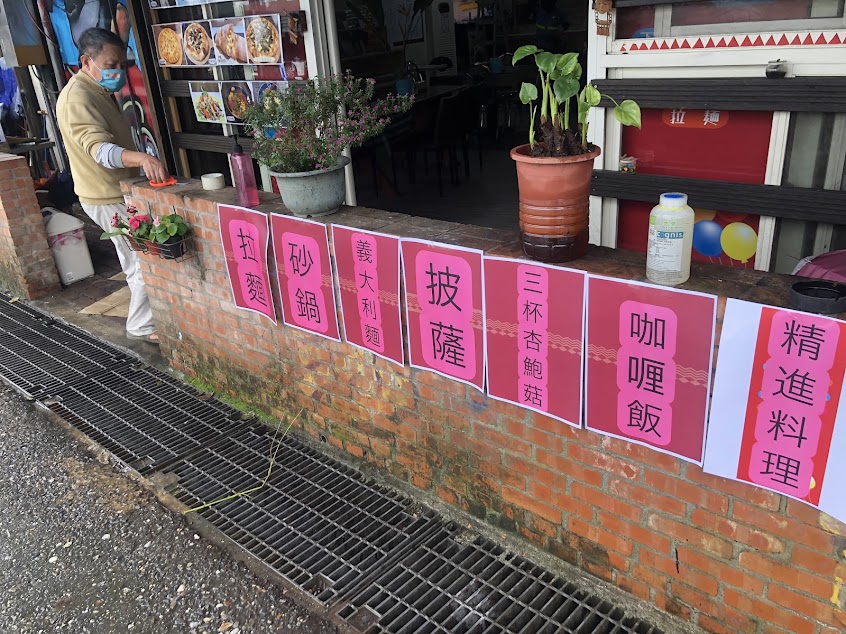 拉麵
拉麵
砂鍋
義大利麵
披薩
三杯杏鮑菇
咖哩飯
精進料理